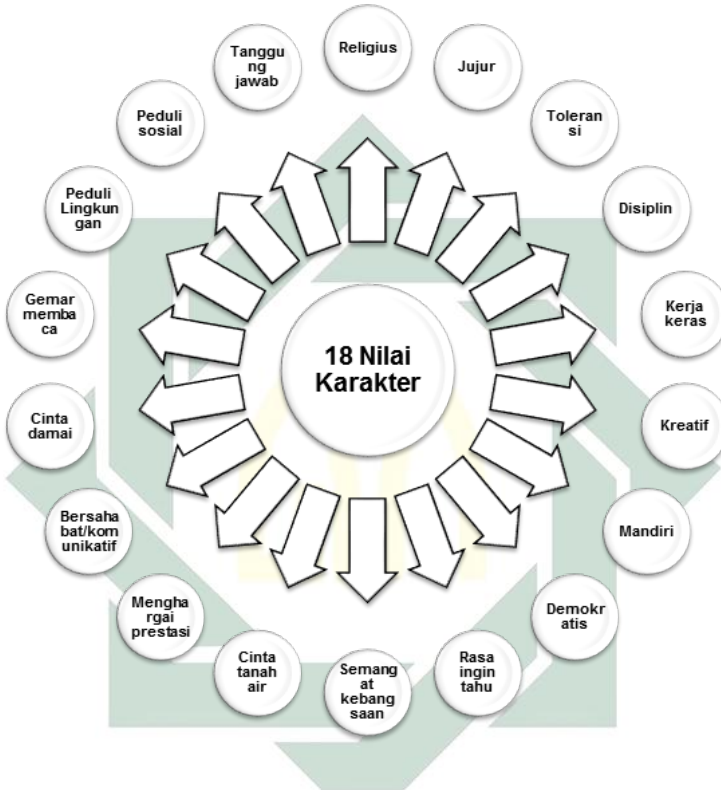 Religius
Jujur
Toleran
si
Disiplin
Kerja
keras
Kreatif
Mandiri
Demokr
atis
Rasa
ingin
tahu
Semang
at
kebang
saan
Cinta
tanah
air
Mengha
rgai
prestasi
Bersaha
bat/kom
unikatif
Cinta
damai
Gemar
memba
ca
Peduli
Lingkun
gan
Peduli
sosial
Tanggu
ng
jawab
18 Nilai
Karakter